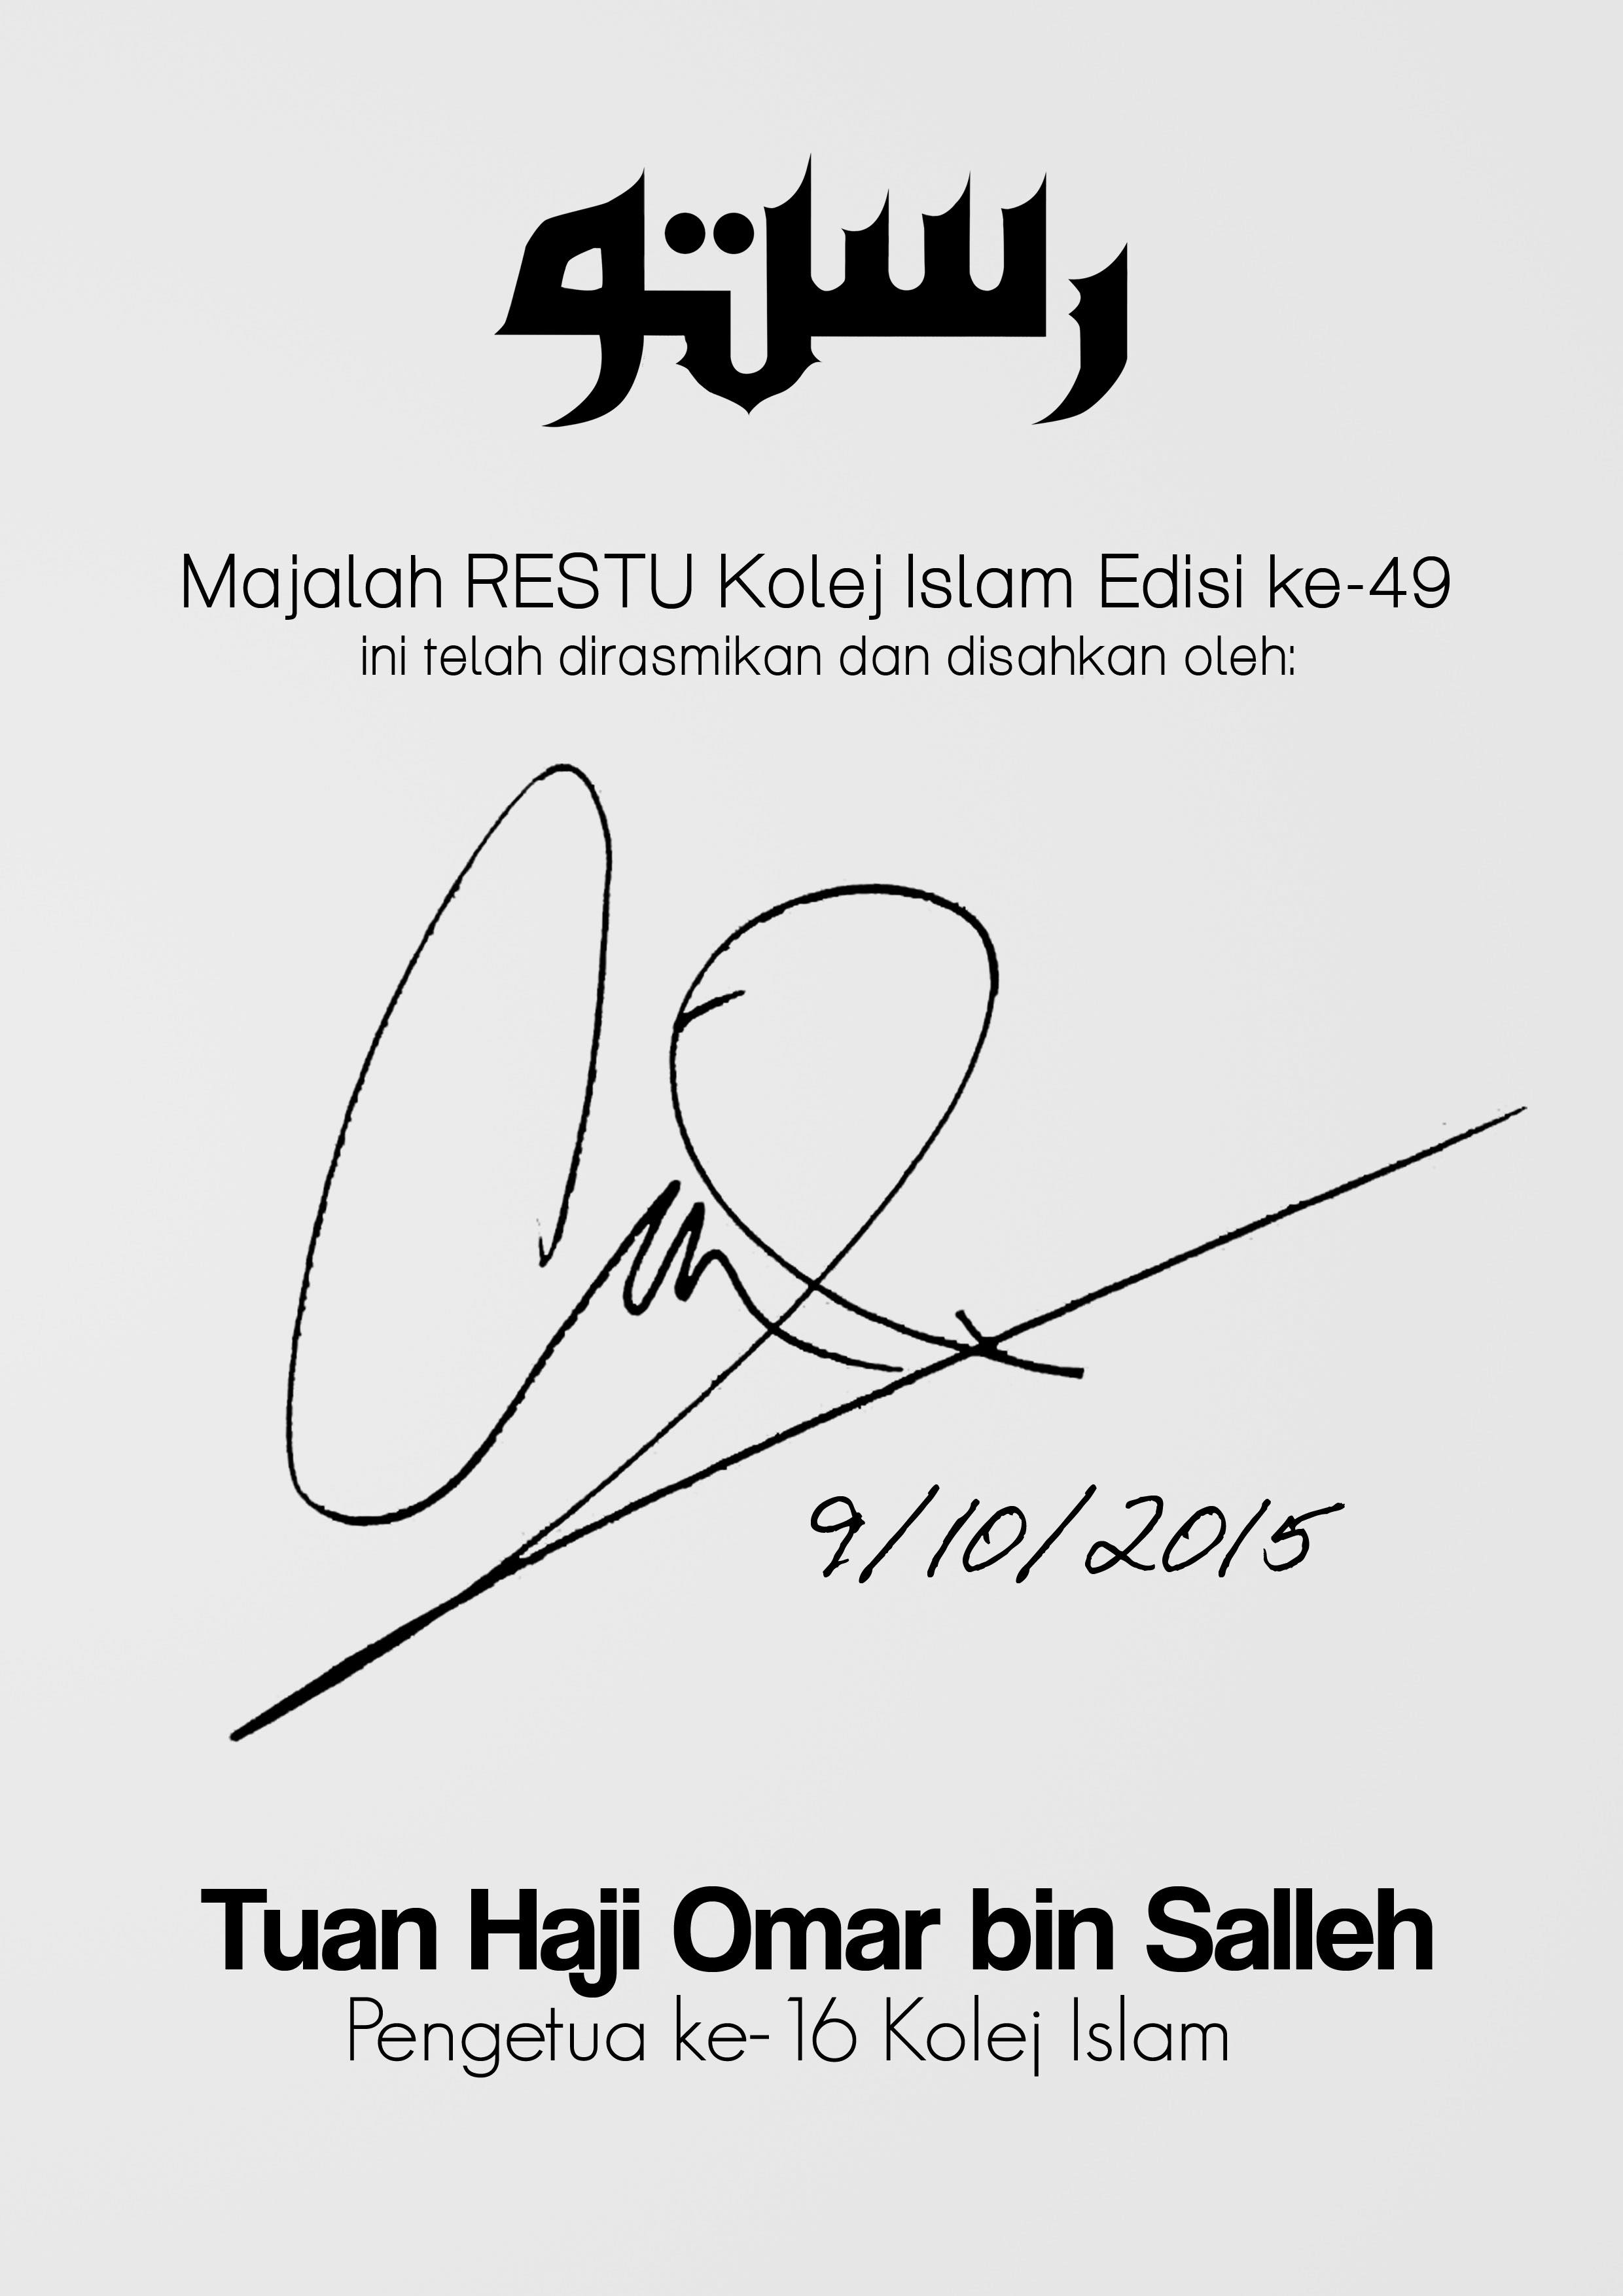 رستو
Majalah RESTU Kolej Islam Edisi ke-49
ini telah dirasmikan dan disahkan oleh:
9/10/2015
Tuan Haji Omar bin Salleh
Pengetua ke-16 Kolej Islam